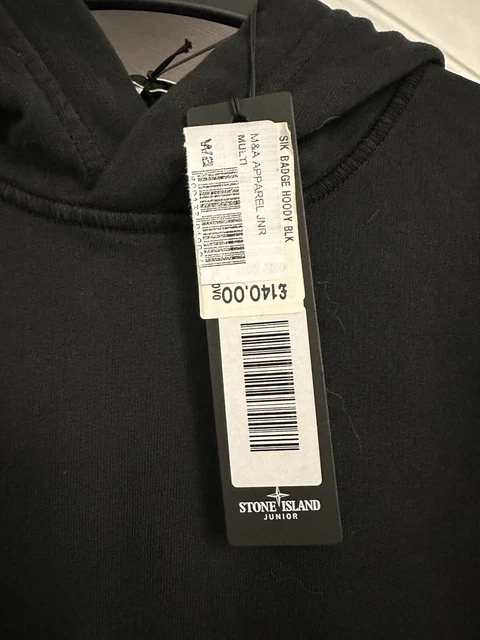 SIK BADGE HOODY BLK
M&A APPAREL JNR
MULTI
£140.00
STONE ISLAND
JUNIOR